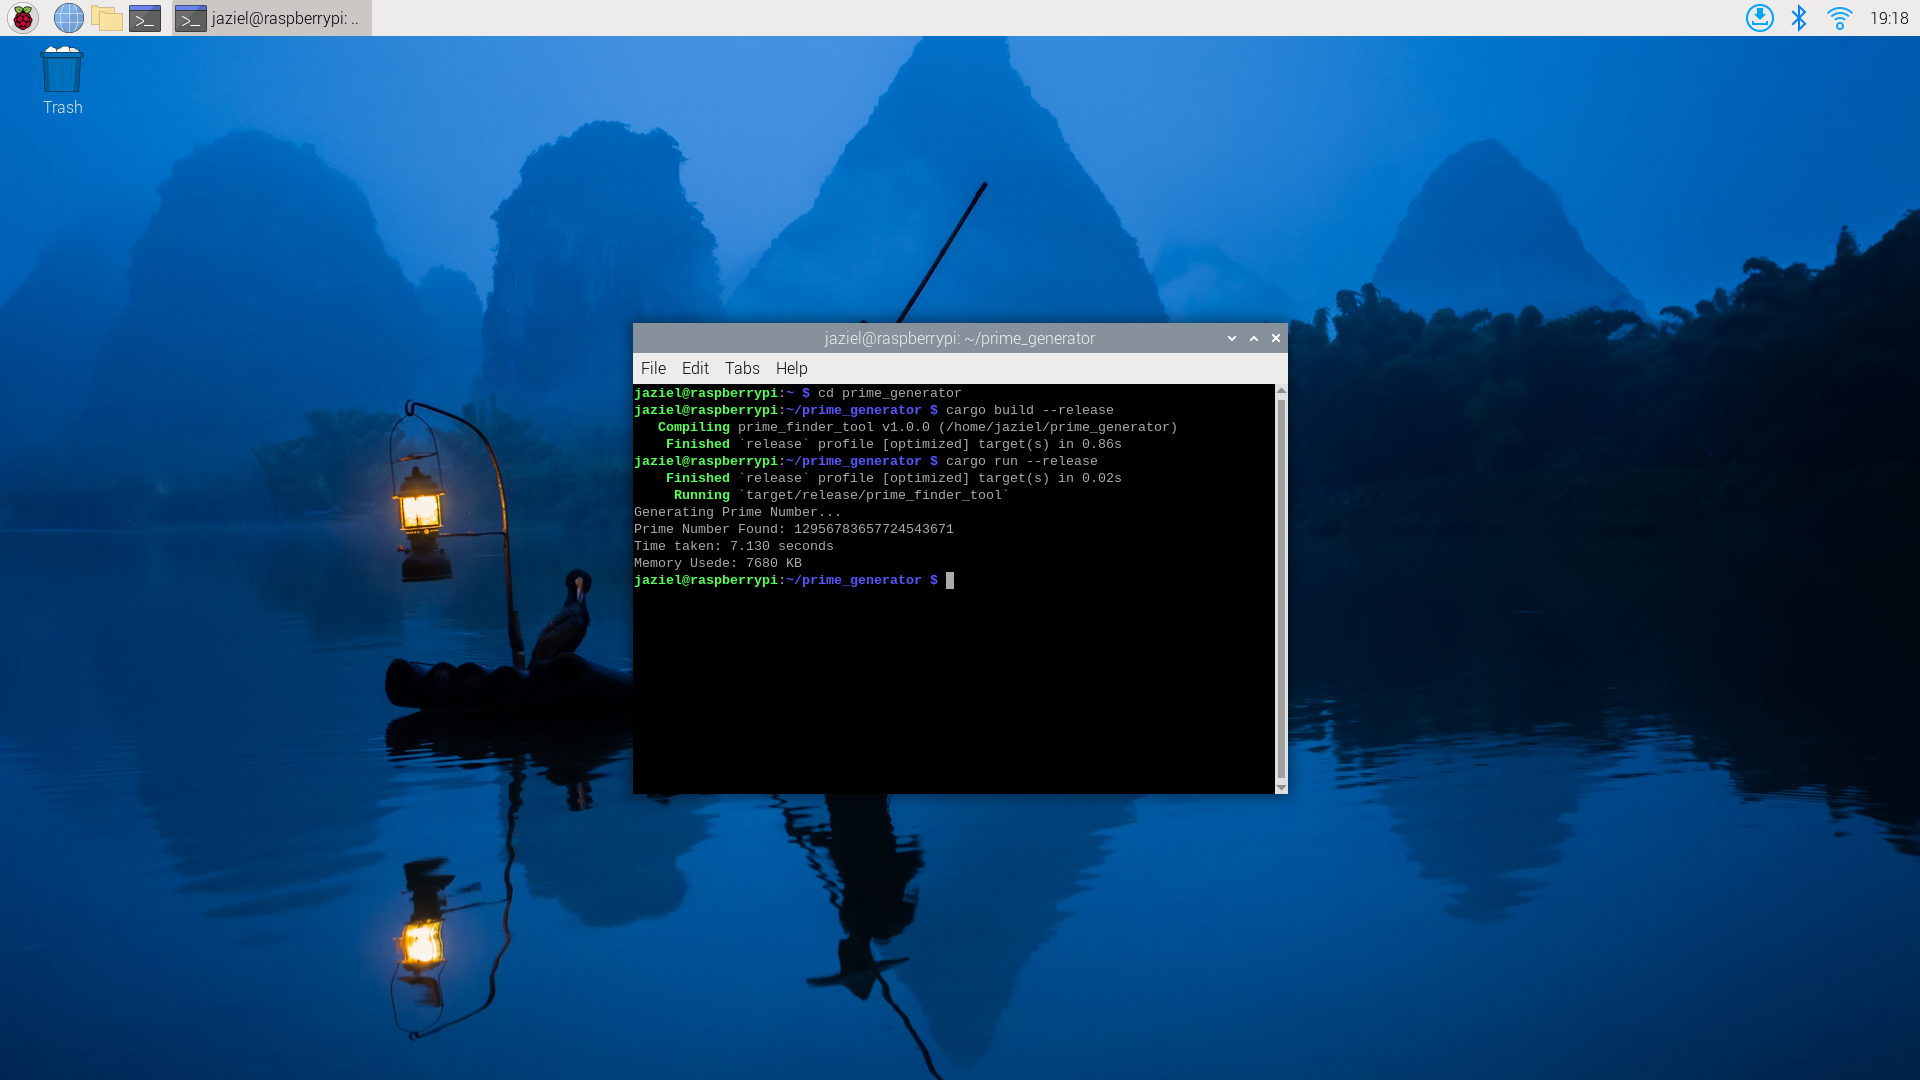 jaziel@raspberrypi: ..
19:18
Trash
jaziel@raspberrypi: ~/prime_generator
File Edit Tabs Help
jaziel@raspberrypi:~ $ cd prime_generator
jaziel@raspberrypi:~/prime_generator $ cargo build --release
   Compiling prime_finder_tool v1.0.0 (/home/jaziel/prime_generator)
    Finished `release` profile [optimized] target(s) in 0.86s
jaziel@raspberrypi:~/prime_generator $ cargo run --release
    Finished `release` profile [optimized] target(s) in 0.02s
     Running `target/release/prime_finder_tool`
Generating Prime Number...
Prime Number Found: 12956783657724543671
Time taken: 7.130 seconds
Memory Usede: 7680 KB
jaziel@raspberrypi:~/prime_generator $